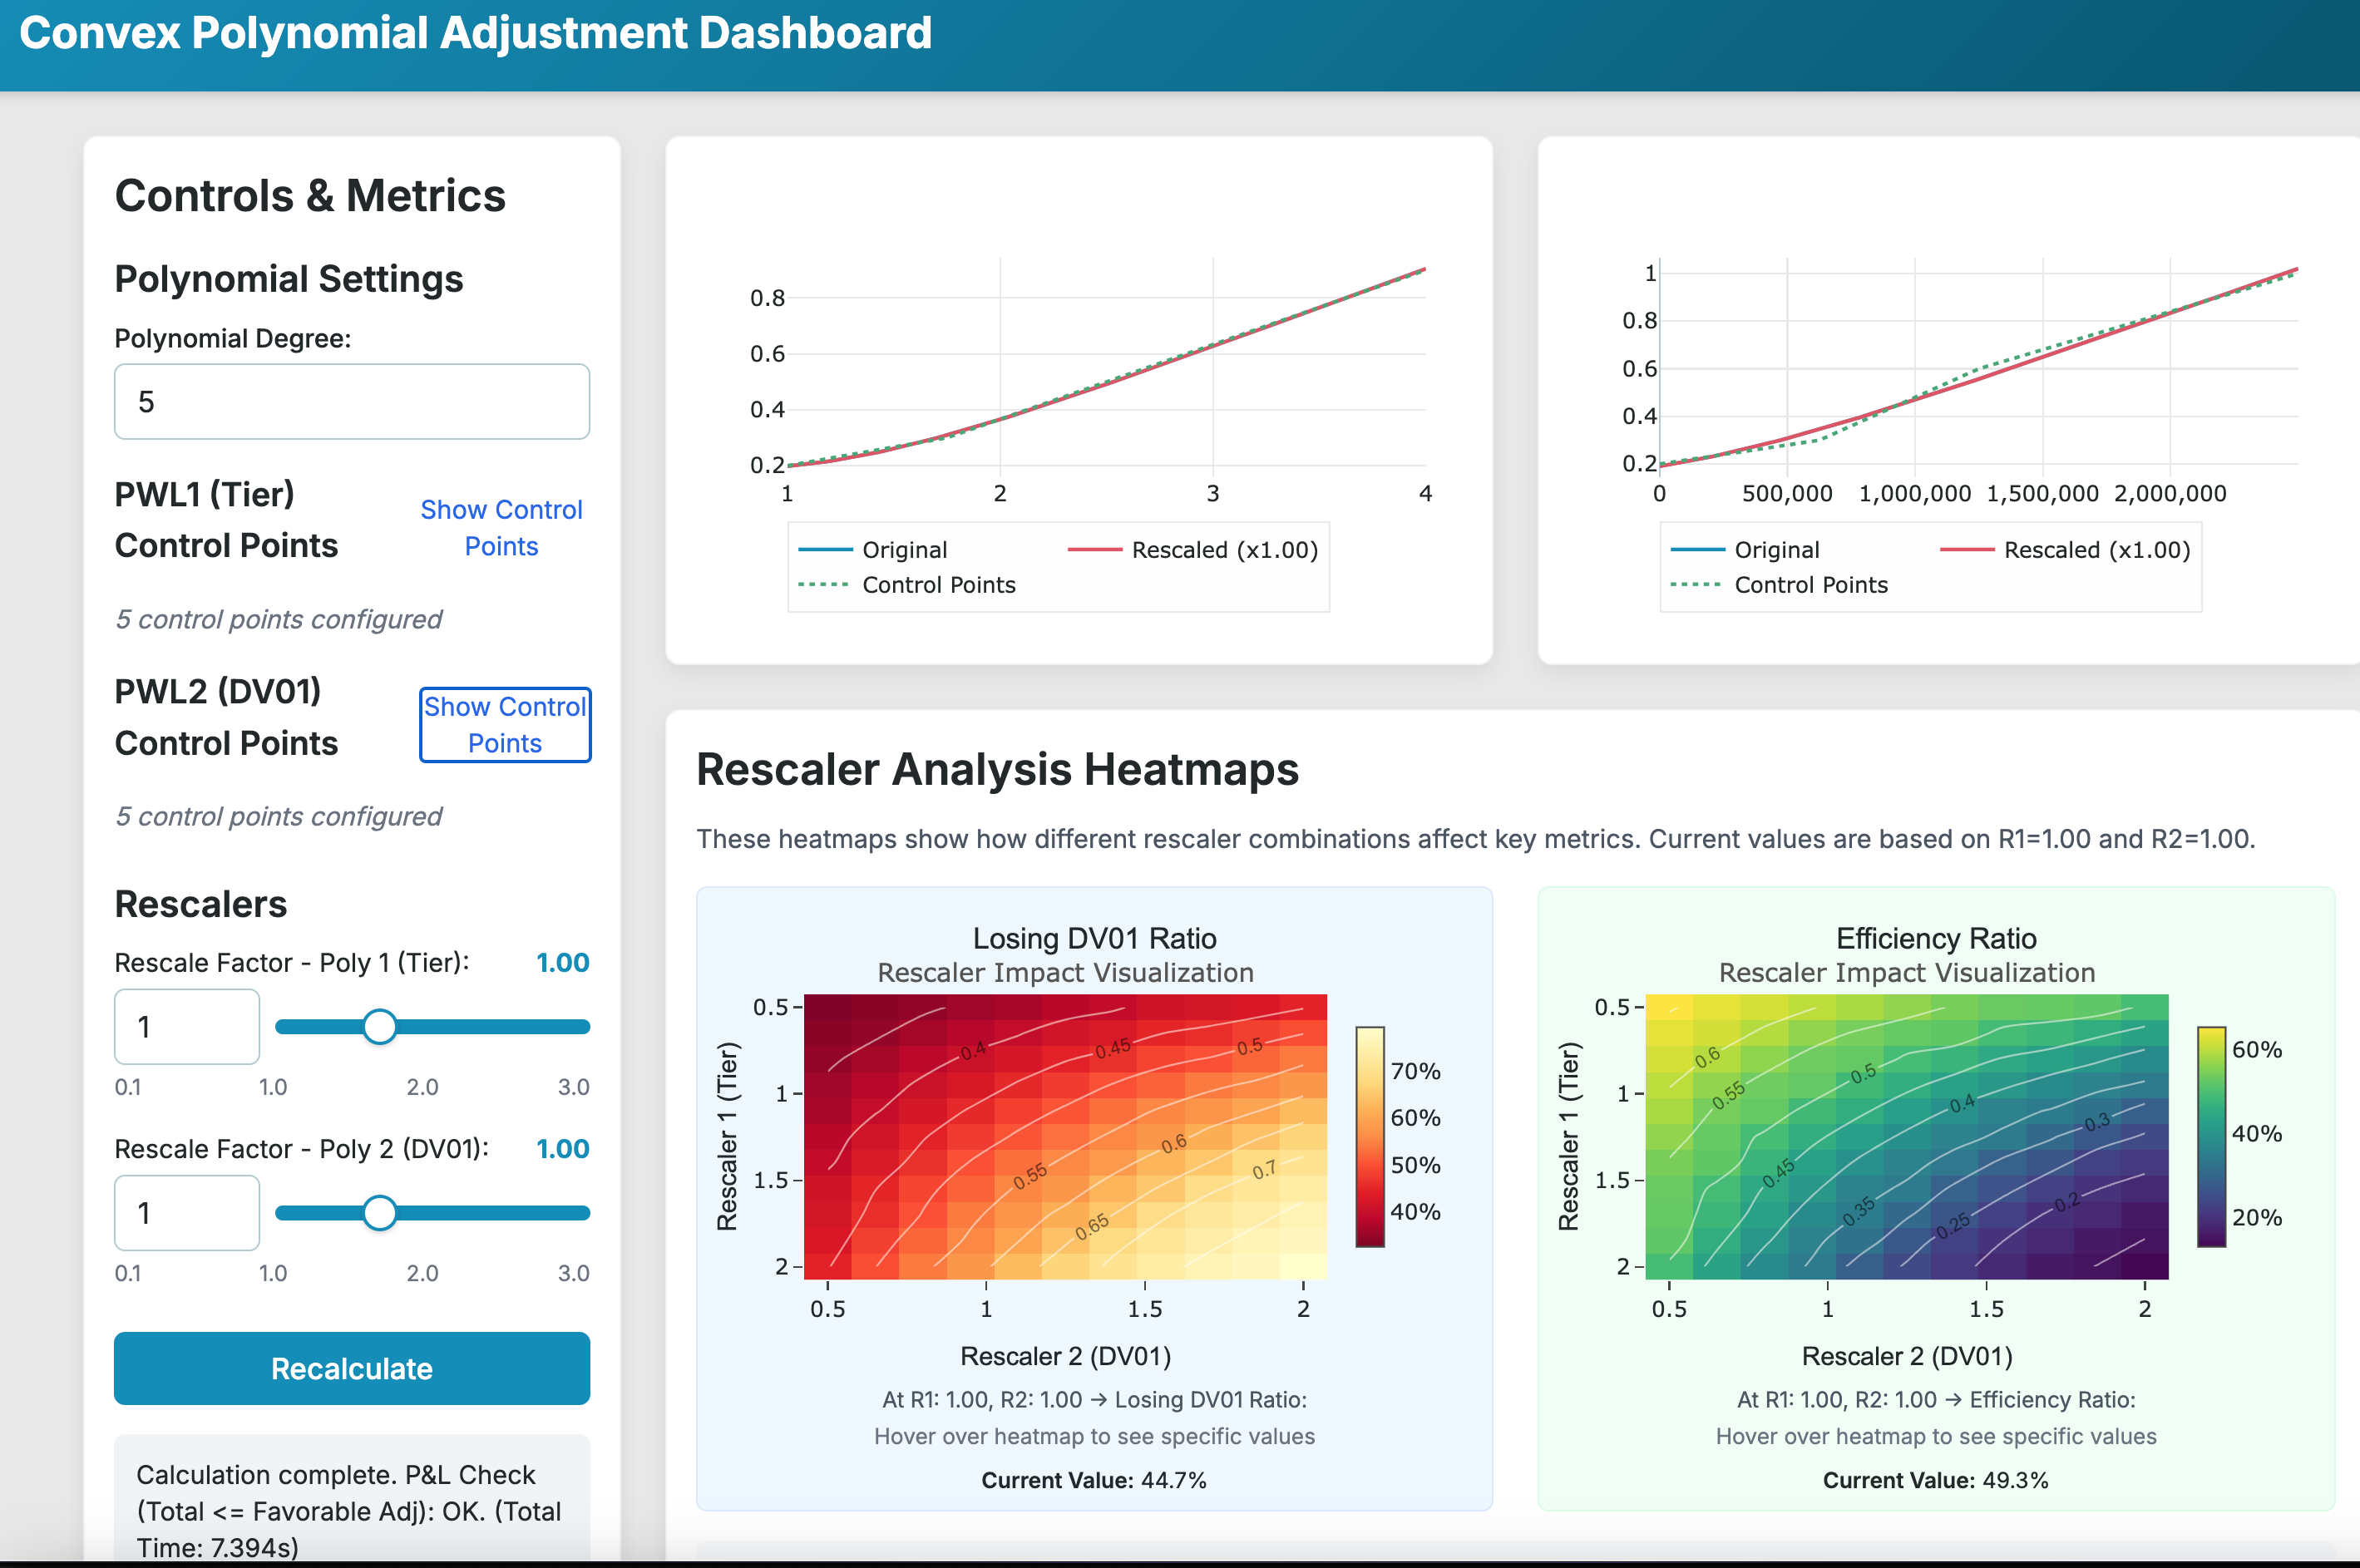 Convex Polynomial Adjustment Dashboard
Controls & Metrics
Polynomial Settings
Polynomial Degree:
5
PWL1 (Tier)
Control Points
Show Control
Points
5 control points configured
PWL2 (DV01)
Control Points
Show Control
Points
5 control points configured
Rescalers
Rescale Factor - Poly 1 (Tier): 1.00
1
0.1 1.0 2.0 3.0
Rescale Factor - Poly 2 (DV01): 1.00
1
0.1 1.0 2.0 3.0
Recalculate
Calculation complete. P&L Check
(Total <= Favorable Adj): OK. (Total
Time: 7.394s)
0.8
0.6
0.4
0.2
1 2 3 4
Original Rescaled (x1.00)
Control Points
1
0.8
0.6
0.4
0.2
0 500,000 1,000,000 1,500,000 2,000,000
Original Rescaled (x1.00)
Control Points
Rescaler Analysis Heatmaps
These heatmaps show how different rescaler combinations affect key metrics. Current values are based on R1=1.00 and R2=1.00.
Losing DV01 Ratio
Rescaler Impact Visualization
Rescaler 1 (Tier)
0.5
1
1.5
2
0.4
0.45
0.5
0.55
0.6
0.65
0.7
70%
60%
50%
40%
0.5 1 1.5 2
Rescaler 2 (DV01)
At R1: 1.00, R2: 1.00 → Losing DV01 Ratio:
Hover over heatmap to see specific values
Current Value: 44.7%
Efficiency Ratio
Rescaler Impact Visualization
Rescaler 1 (Tier)
0.5
1
1.5
2
0.6
0.55
0.5
0.45
0.4
0.35
0.3
0.25
0.2
60%
40%
20%
0.5 1 1.5 2
Rescaler 2 (DV01)
At R1: 1.00, R2: 1.00 → Efficiency Ratio:
Hover over heatmap to see specific values
Current Value: 49.3%